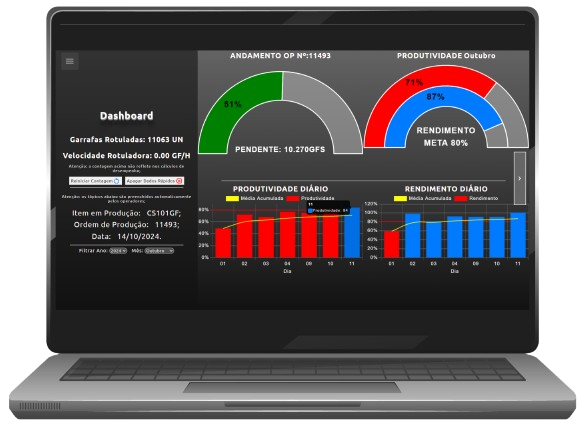 ANDAMENTO OP Nº:11493
51%
PENDENTE: 10.270GFS
PRODUTIVIDADE Outubro
71%
87%
RENDIMENTO
META 80%
Dashboard
Garrafas Rotuladas: 11063 UN
Velocidade Rotuladora: 0.00 GF/H
Atenção: a contagem acima não reflete nos cálculos de
desempenho.
Reiniciar Contagem
Apagar Dados Rápidos
Atenção: os tópicos abaixo são preenchidos automaticamente
pelos operadores.
Item em Produção: CS101GF;
Ordem de Produção: 11493;
Data: 14/10/2024.
Filtrar Ano: 2024 Mês: Outubro
PRODUTIVIDADE DIÁRIO
Média Acumulada Produtividade
80%
60%
40%
20%
0%
11
Produtividade
01 02 03 04 09 10 11
Dia
RENDIMENTO DIÁRIO
Média Acumulada Rendimento
120%
100%
80%
60%
40%
20%
0%
01 02 03 04 09 10 11
Dia